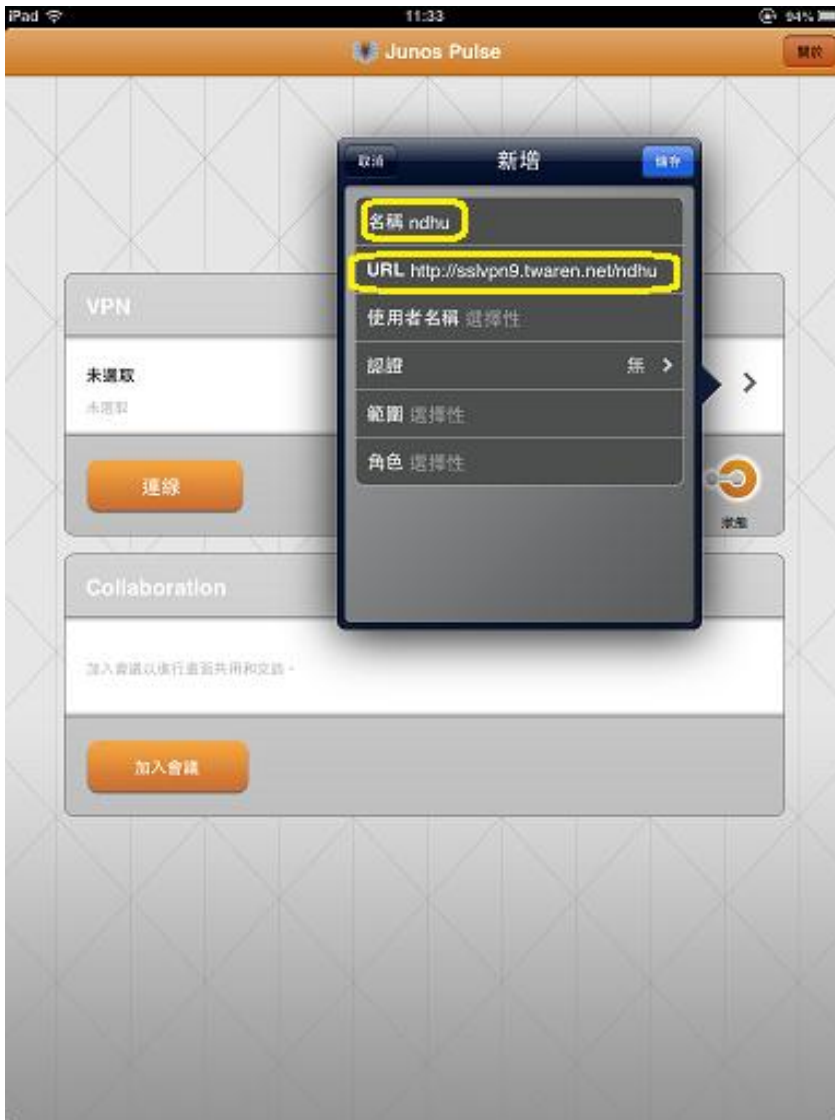 iPad 11:33 94%
Junos Pulse 關於
取消 新增 儲存
名稱 ndhu
URL http://sslvpn9.twaren.net/ndhu
使用者名稱 選擇性
認證 無
範圍 選擇性
角色 選擇性
VPN
未選取
未選取
連線
狀態
Collaboration
加入會議以進行畫面共用和交談。
加入會議